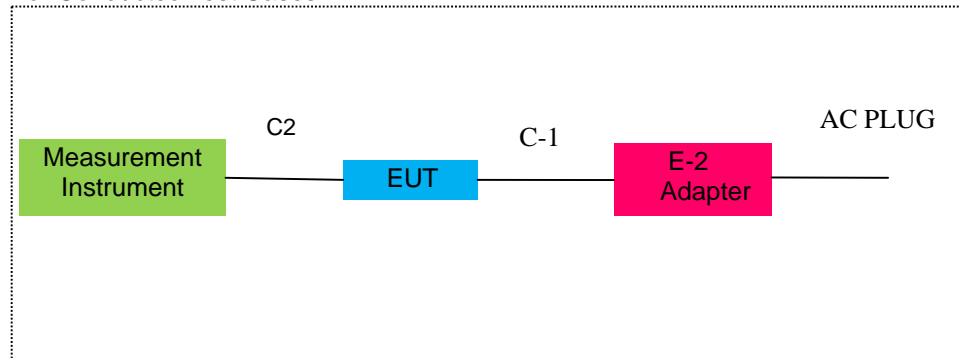 C2
C-1
AC PLUG
Measurement
Instrument
EUT
E-2
Adapter